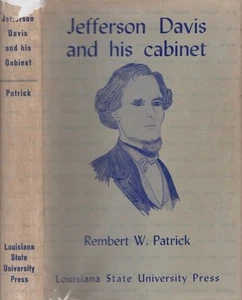 Jefferson
Davis
and his
Cabinet
Patrick
Louisiana
State
University
Press
Jefferson Davis
and his cabinet
Rembert W. Patrick
Louisiana State University Press